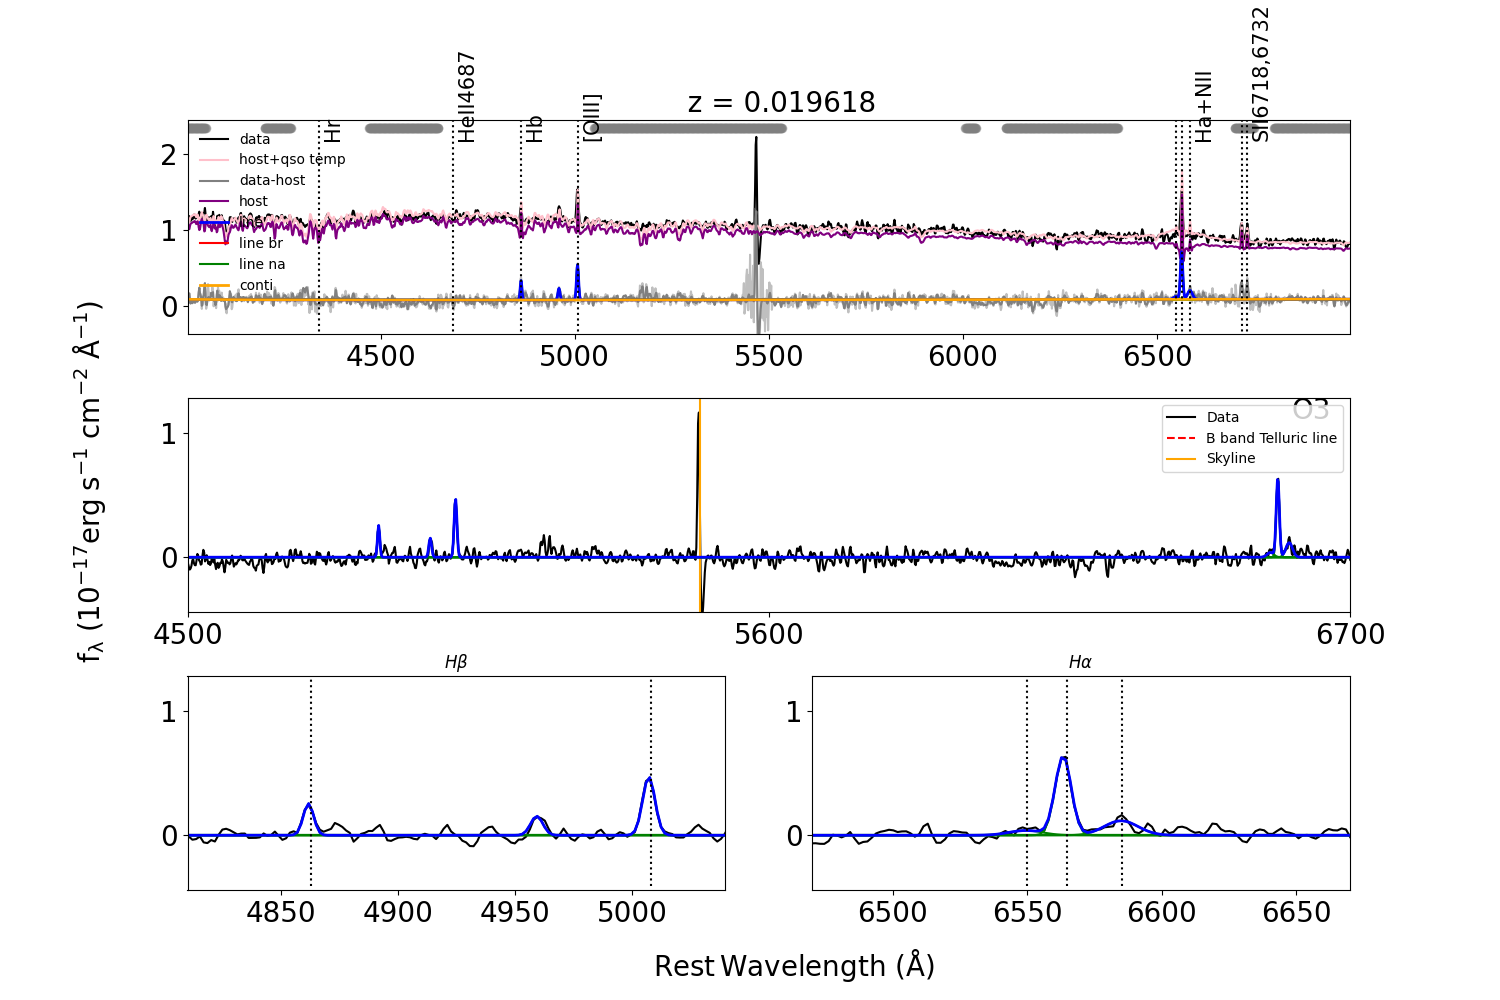 z = 0.019618
Hr
HeII4687
Hb
[OIII]
Ha+NII
SII6718,6732
data
host+qso temp
data-host
host
line br
line na
conti
2
1
0
4500 5000 5500 6000 6500
fλ (10⁻¹⁷erg s⁻¹ cm⁻² Å⁻¹)
O3
Data
B band Telluric line
Skyline
1
0
4500 5600 6700
Hβ
1
0
4850 4900 4950 5000
Hα
1
0
6500 6550 6600 6650
Rest Wavelength (Å)